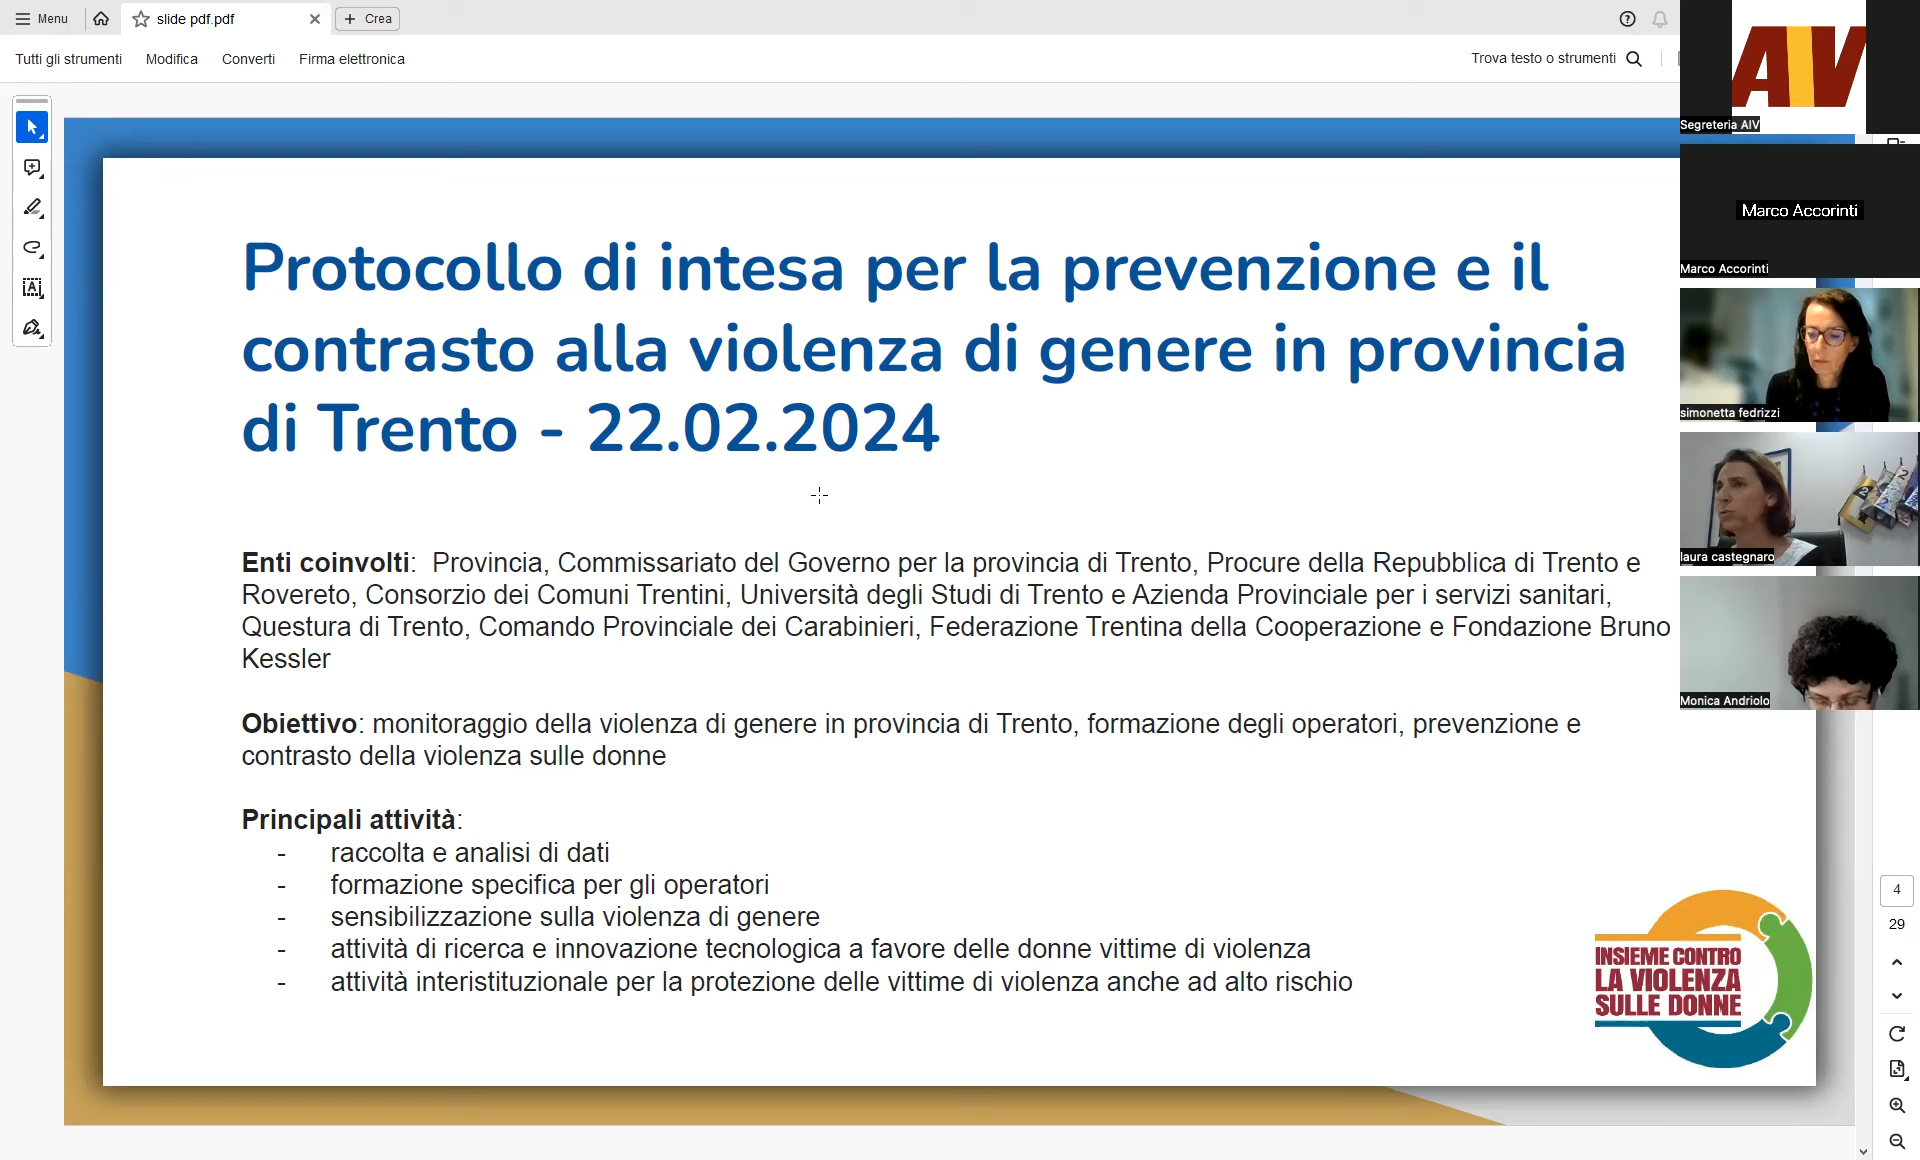 Menu
slide pdf.pdf
Crea
Tutti gli strumenti
Modifica
Converti
Firma elettronica
Trova testo o strumenti
AIV
Segreteria AIV
Marco Accorinti
Marco Accorinti
simonetta fedrizzi
laura castegnaro
Monica Andriolo
Protocollo di intesa per la prevenzione e il
contrasto alla violenza di genere in provincia
di Trento - 22.02.2024
Enti coinvolti: Provincia, Commissariato del Governo per la provincia di Trento, Procure della Repubblica di Trento e
Rovereto, Consorzio dei Comuni Trentini, Università degli Studi di Trento e Azienda Provinciale per i servizi sanitari,
Questura di Trento, Comando Provinciale dei Carabinieri, Federazione Trentina della Cooperazione e Fondazione Bruno
Kessler
Obiettivo: monitoraggio della violenza di genere in provincia di Trento, formazione degli operatori, prevenzione e
contrasto della violenza sulle donne
Principali attività:
- raccolta e analisi di dati
- formazione specifica per gli operatori
- sensibilizzazione sulla violenza di genere
- attività di ricerca e innovazione tecnologica a favore delle donne vittime di violenza
- attività interistituzionale per la protezione delle vittime di violenza anche ad alto rischio
INSIEME CONTRO
LA VIOLENZA
SULLE DONNE
4
29